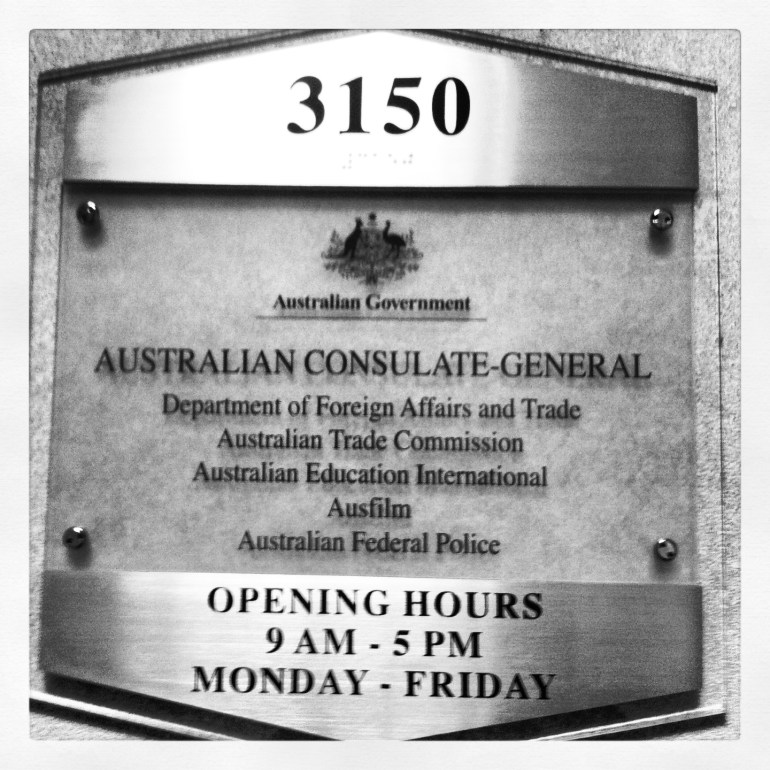 3150
Australian Government
AUSTRALIAN CONSULATE-GENERAL
Department of Foreign Affairs and Trade
Australian Trade Commission
Australian Education International
Ausfilm
Australian Federal Police
OPENING HOURS
9 AM - 5 PM
MONDAY - FRIDAY